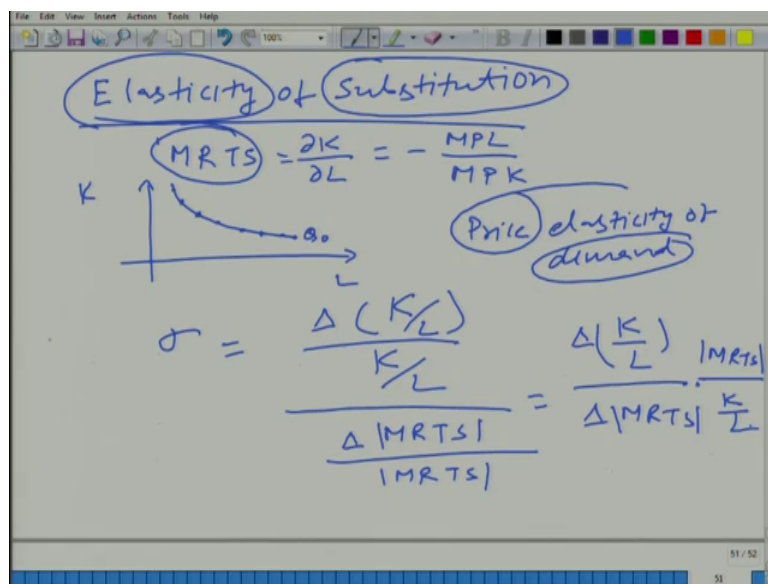 File Edit View Insert Actions Tools Help
100%
B I
Elasticity of Substitution
MRTS = ∂K/∂L = - MPL/MPK
K
Q₀
L
Price elasticity of
demand
σ = (Δ(K/L) / (K/L)) / (Δ|MRTS| / |MRTS|) = Δ(K/L) / Δ|MRTS| . |MRTS| / (K/L)
51 / 52
51